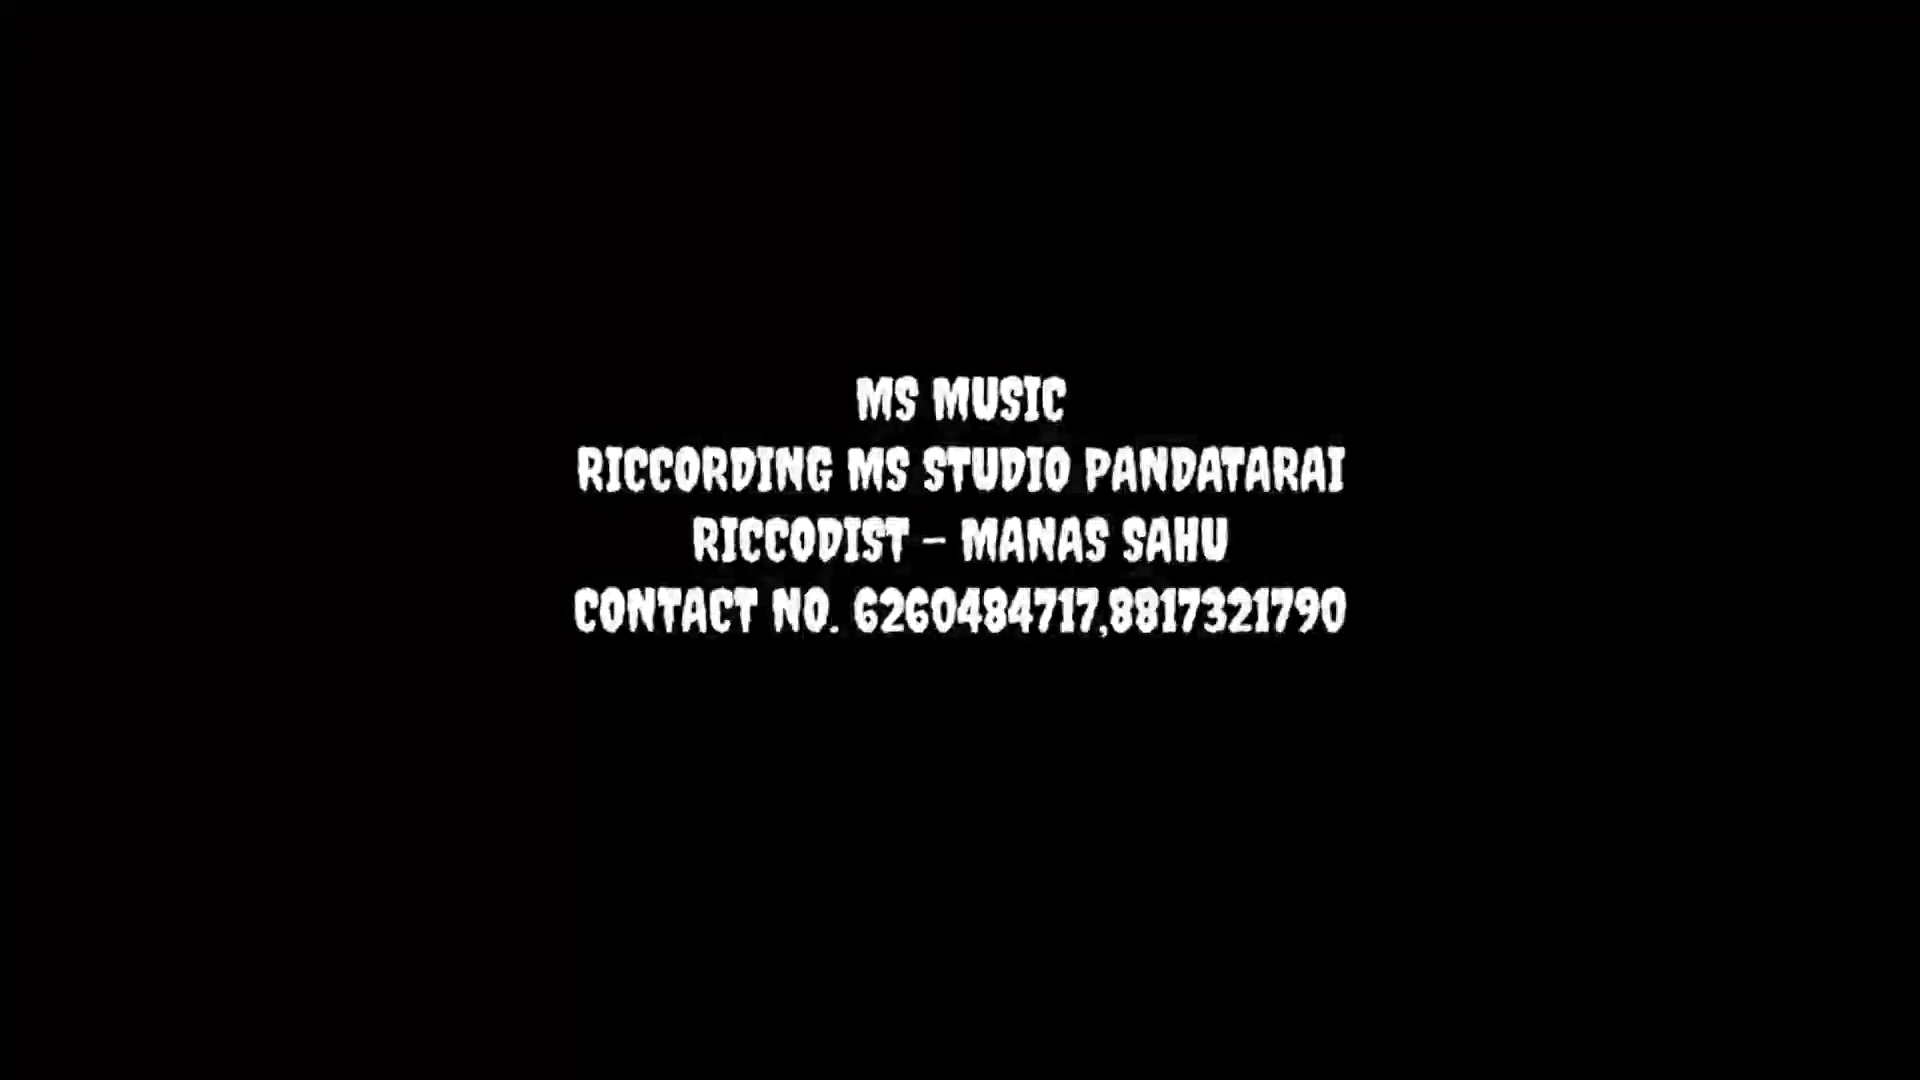 MS MUSIC
RICCORDING MS STUDIO PANDATARAI
RICCODIST - MANAS SAHU
CONTACT NO. 6260484717,8817321790